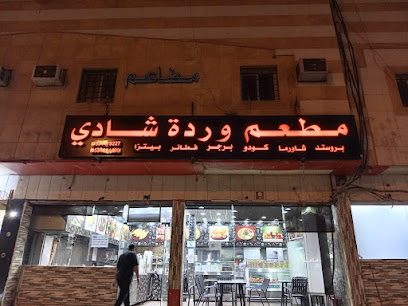 مطاعم
مطعم وردة شادي
بروستد شاورما كودو برجر فطائر بيتزا